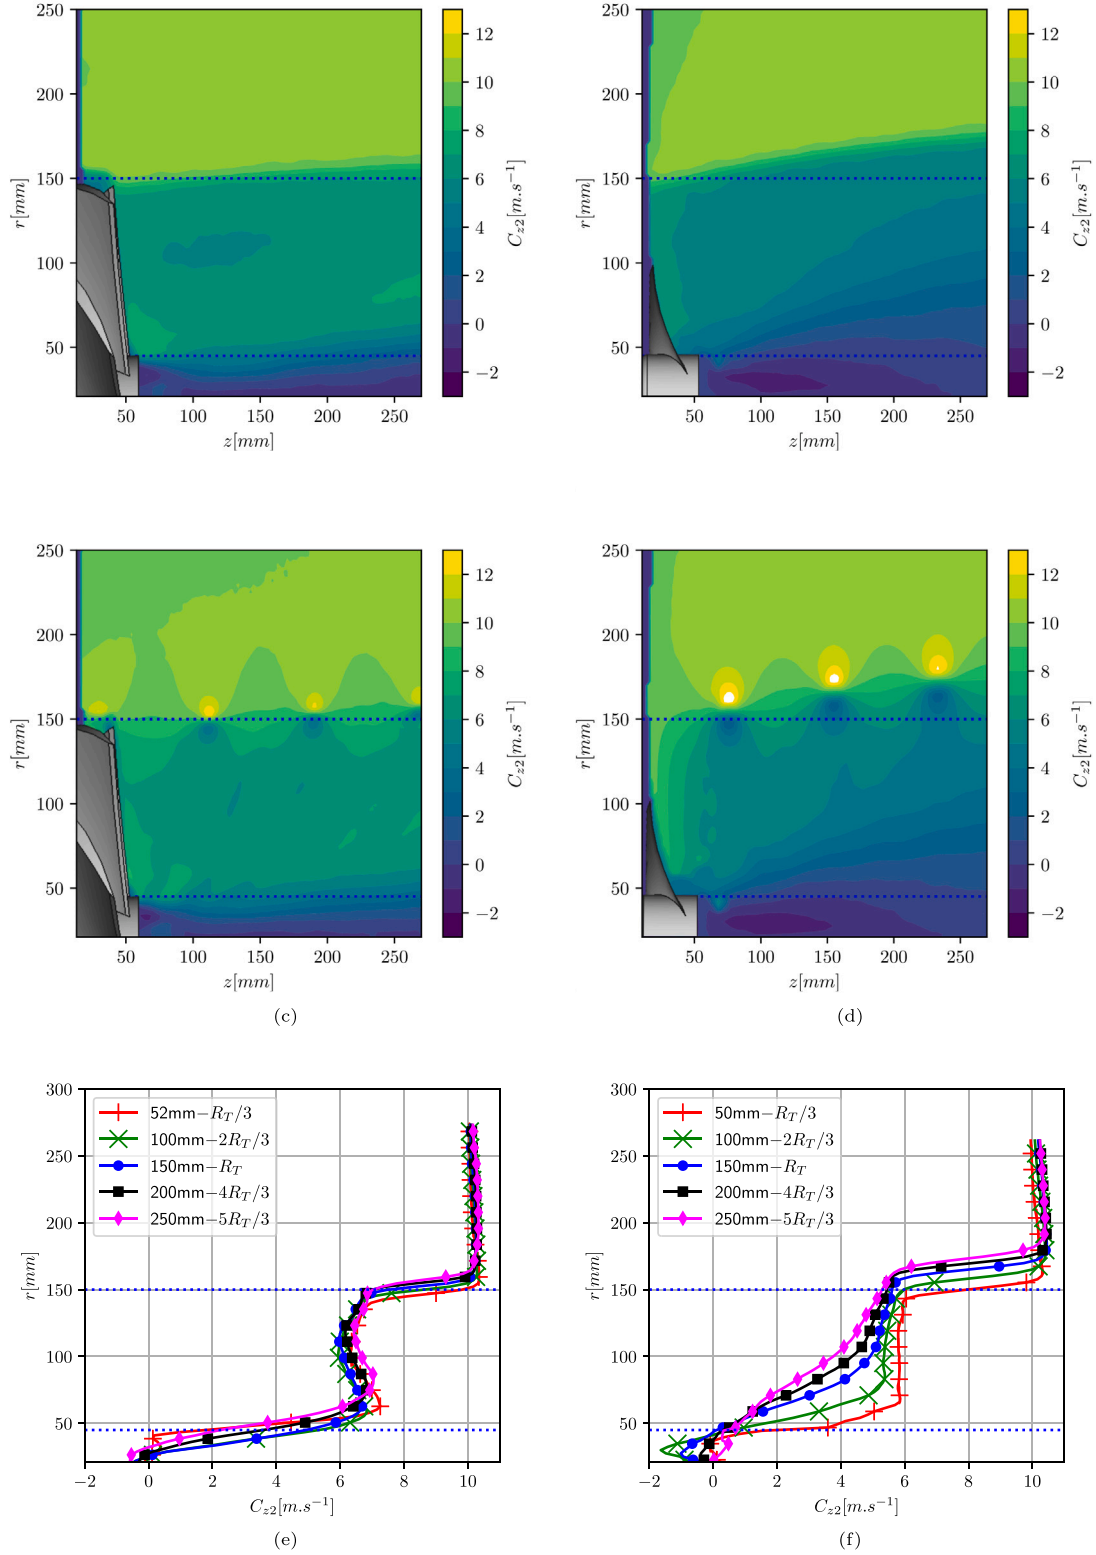 250
200
150
100
50
r[mm]
50 100 150 200 250
z[mm]
12
10
8
6
4
2
0
−2
C_{z2}[m.s^{−1}]
250
200
150
100
50
r[mm]
50 100 150 200 250
z[mm]
12
10
8
6
4
2
0
−2
C_{z2}[m.s^{−1}]
250
200
150
100
50
r[mm]
50 100 150 200 250
z[mm]
12
10
8
6
4
2
0
−2
C_{z2}[m.s^{−1}]
(c)
250
200
150
100
50
r[mm]
50 100 150 200 250
z[mm]
12
10
8
6
4
2
0
−2
C_{z2}[m.s^{−1}]
(d)
300
250
200
150
100
50
r[mm]
52mm−R_T/3
100mm−2R_T/3
150mm−R_T
200mm−4R_T/3
250mm−5R_T/3
−2 0 2 4 6 8 10
C_{z2}[m.s^{−1}]
(e)
300
250
200
150
100
50
r[mm]
50mm−R_T/3
100mm−2R_T/3
150mm−R_T
200mm−4R_T/3
250mm−5R_T/3
−2 0 2 4 6 8 10
C_{z2}[m.s^{−1}]
(f)